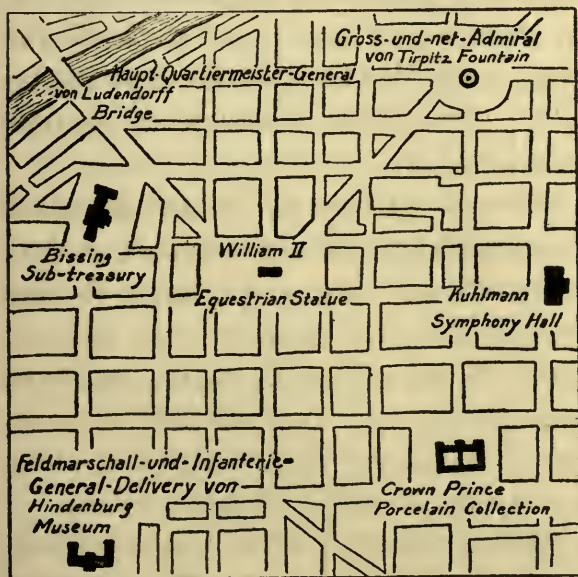 Gross-und-net-Admiral
von Tirpitz Fountain
Haupt-Quartiermeister-General
von Ludendorff
Bridge
Bissing
Sub-treasury
William II
Equestrian Statue
Kuhlmann
Symphony Hall
Feldmarschall-und-Infanterie-
General-Delivery von
Hindenburg
Museum
Crown Prince
Porcelain Collection